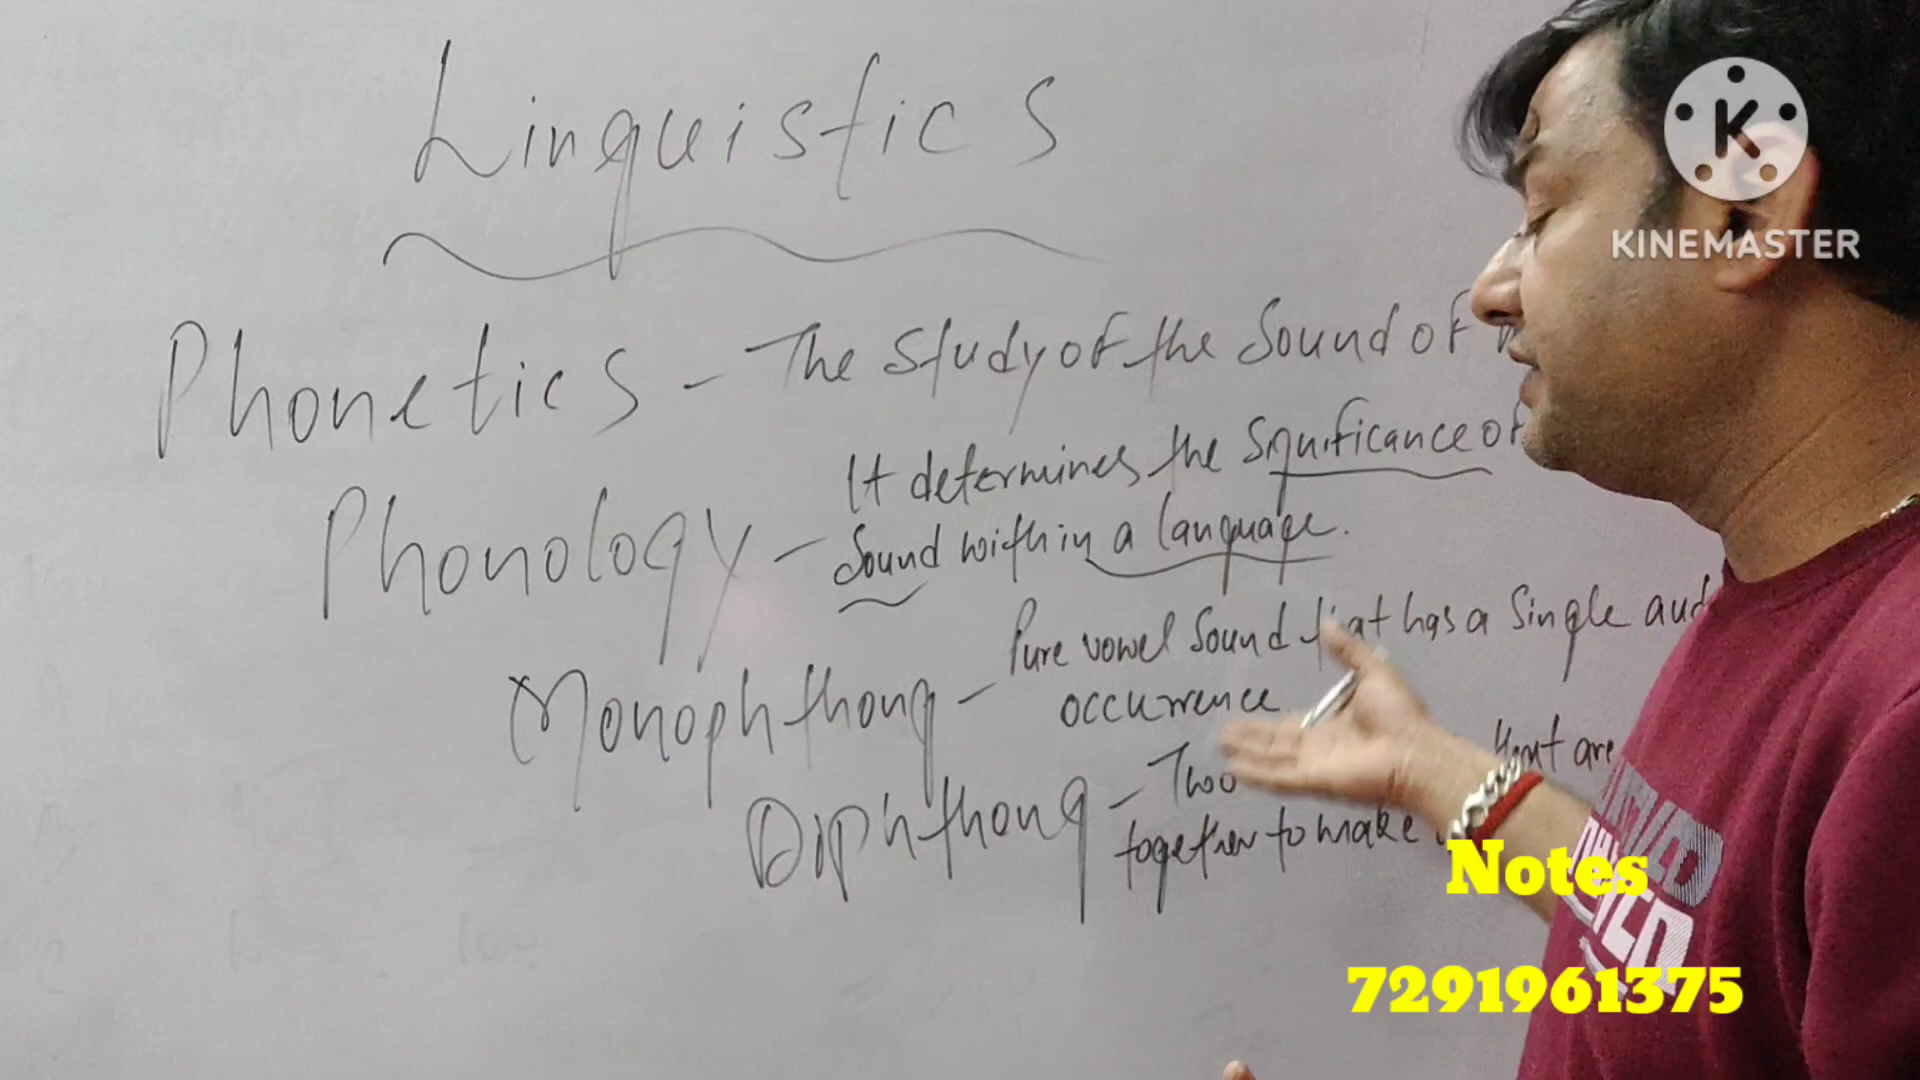 Linguistics
KINEMASTER
Phonetics - The study of the Sound of
Phonology - It determines the Significance of
Sound within a language.
Monophthong - Pure vowel Sound that has a Single
occurrence.
Diphthong - Two that are
together to make
Notes
7291961375